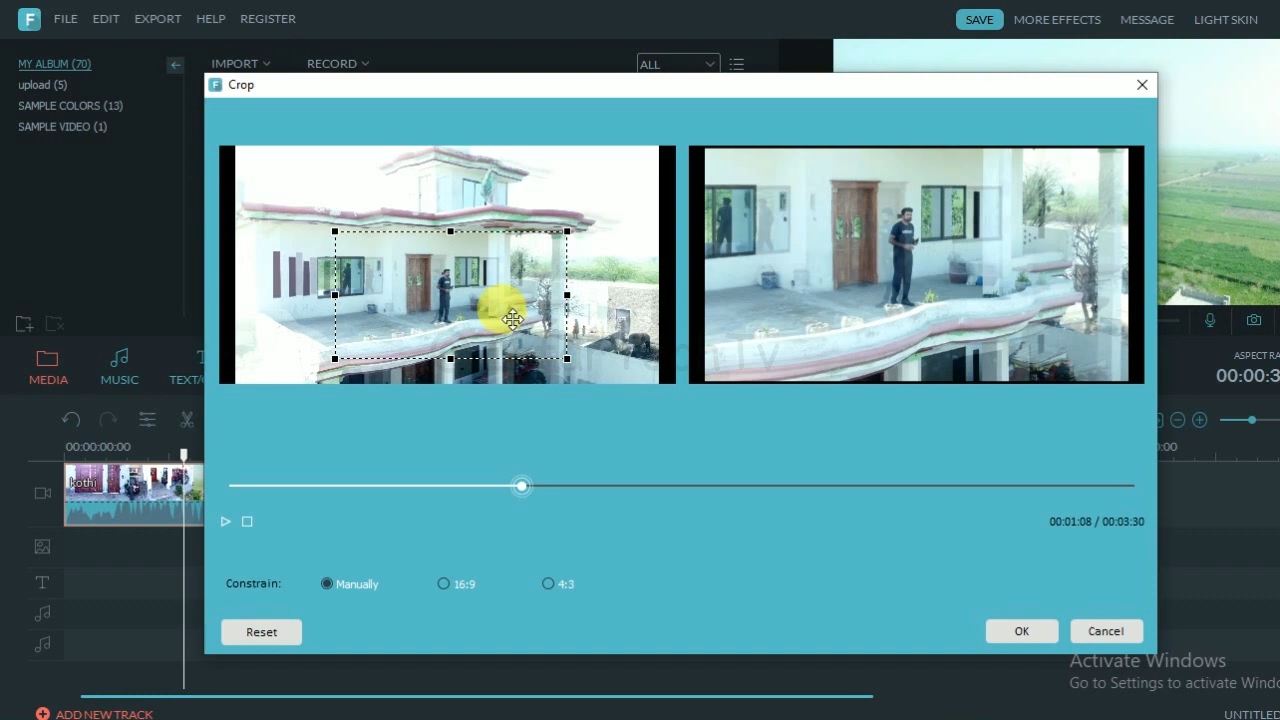 F FILE EDIT EXPORT HELP REGISTER SAVE MORE EFFECTS MESSAGE LIGHT SKIN
MY ALBUM (70)
upload (5)
SAMPLE COLORS (13)
SAMPLE VIDEO (1)
IMPORT RECORD ALL
F Crop
MEDIA MUSIC
ASPECT RA
00:00:3
00:00:00:00
kothi
00:01:08 / 00:03:30
Constrain: Manually 16:9 4:3
Reset OK Cancel
Activate Windows
Go to Settings to activate Windo
ADD NEW TRACK
UNTITLED